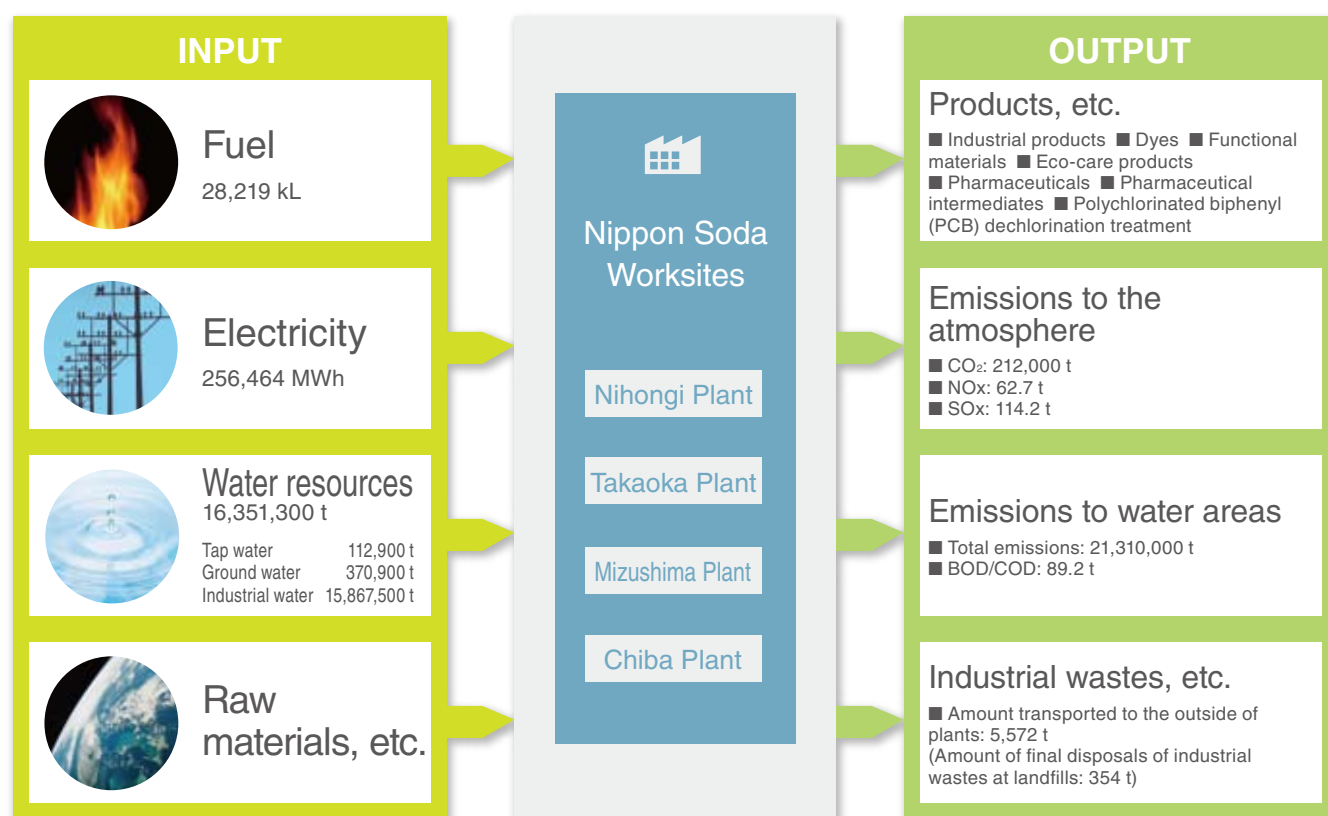 INPUT
Fuel
28,219 kL
Electricity
256,464 MWh
Water resources
16,351,300 t
Tap water 112,900 t
Ground water 370,900 t
Industrial water 15,867,500 t
Raw
materials, etc.
Nippon Soda
Worksites
Nihongi Plant
Takaoka Plant
Mizushima Plant
Chiba Plant
OUTPUT
Products, etc.
■ Industrial products ■ Dyes ■ Functional
materials ■ Eco-care products
■ Pharmaceuticals ■ Pharmaceutical
intermediates ■ Polychlorinated biphenyl
(PCB) dechlorination treatment
Emissions to the
atmosphere
■ CO₂: 212,000 t
■ NOx: 62.7 t
■ SOx: 114.2 t
Emissions to water areas
■ Total emissions: 21,310,000 t
■ BOD/COD: 89.2 t
Industrial wastes, etc.
■ Amount transported to the outside of
plants: 5,572 t
(Amount of final disposals of industrial
wastes at landfills: 354 t)